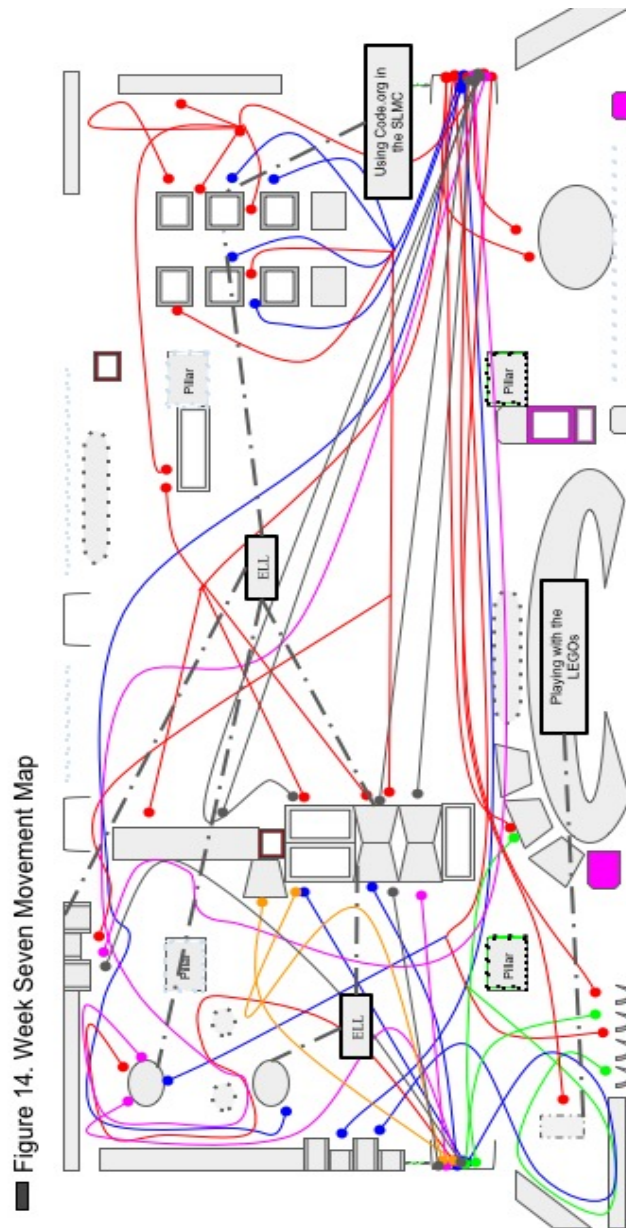 Figure 14. Week Seven Movement Map
Using Code.org in
the SLMC
Pillar
Pillar
ELL
Playing with the
LEGOs
Pillar
Pillar
ELL